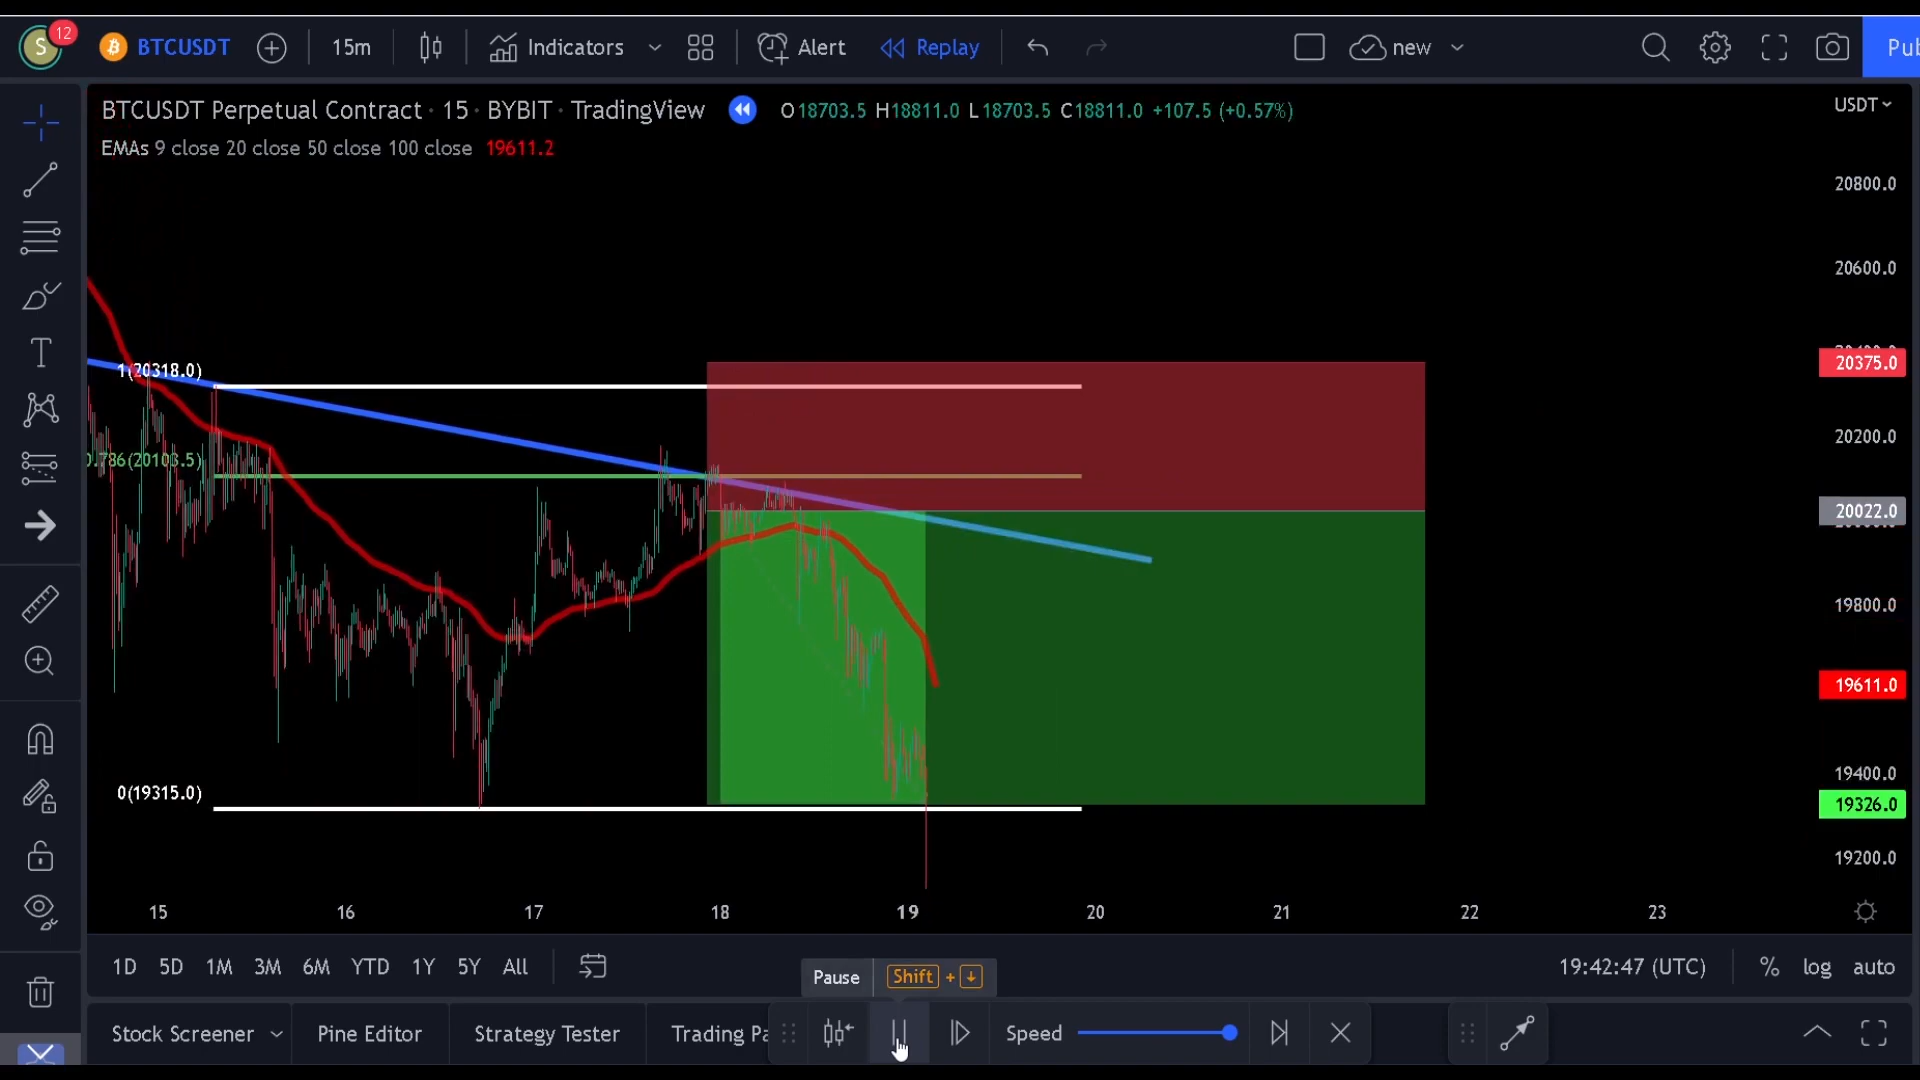 S
12
BTCUSDT
15m
Indicators
Alert
Replay
new
Pub
BTCUSDT Perpetual Contract · 15 · BYBIT · TradingView
O18703.5 H18811.0 L18703.5 C18811.0 +107.5 (+0.57%)
USDT
EMAs 9 close 20 close 50 close 100 close 19611.2
20800.0
20600.0
20375.0
1(20318.0)
20200.0
0.786(20103.5)
20022.0
19800.0
19611.0
19400.0
0(19315.0)
19326.0
19200.0
15 16 17 18 19 20 21 22 23
1D 5D 1M 3M 6M YTD 1Y 5Y All
19:42:47 (UTC) % log auto
Pause Shift + ↓
Stock Screener
Pine Editor
Strategy Tester
Trading Pa
Speed